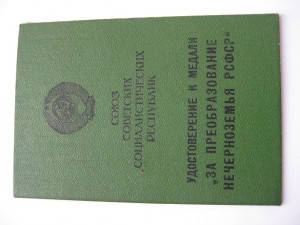 СОЮЗ
СОВЕТСКИХ
СОЦИАЛИСТИЧЕСКИХ
РЕСПУБЛИК
УДОСТОВЕРЕНИЕ К МЕДАЛИ
„ЗА ПРЕОБРАЗОВАНИЕ
НЕЧЕРНОЗЕМЬЯ РСФСР"